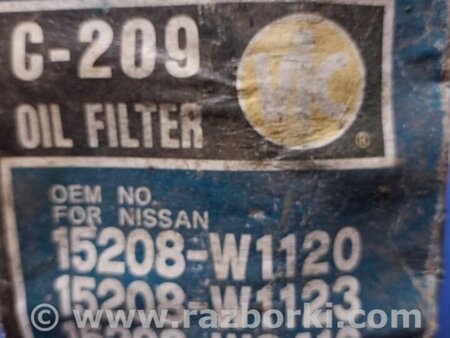 C-209
VIC
®
OIL FILTER
OEM NO.
FOR NISSAN
15208-W1120
15208-W1123
© www.razborki.com